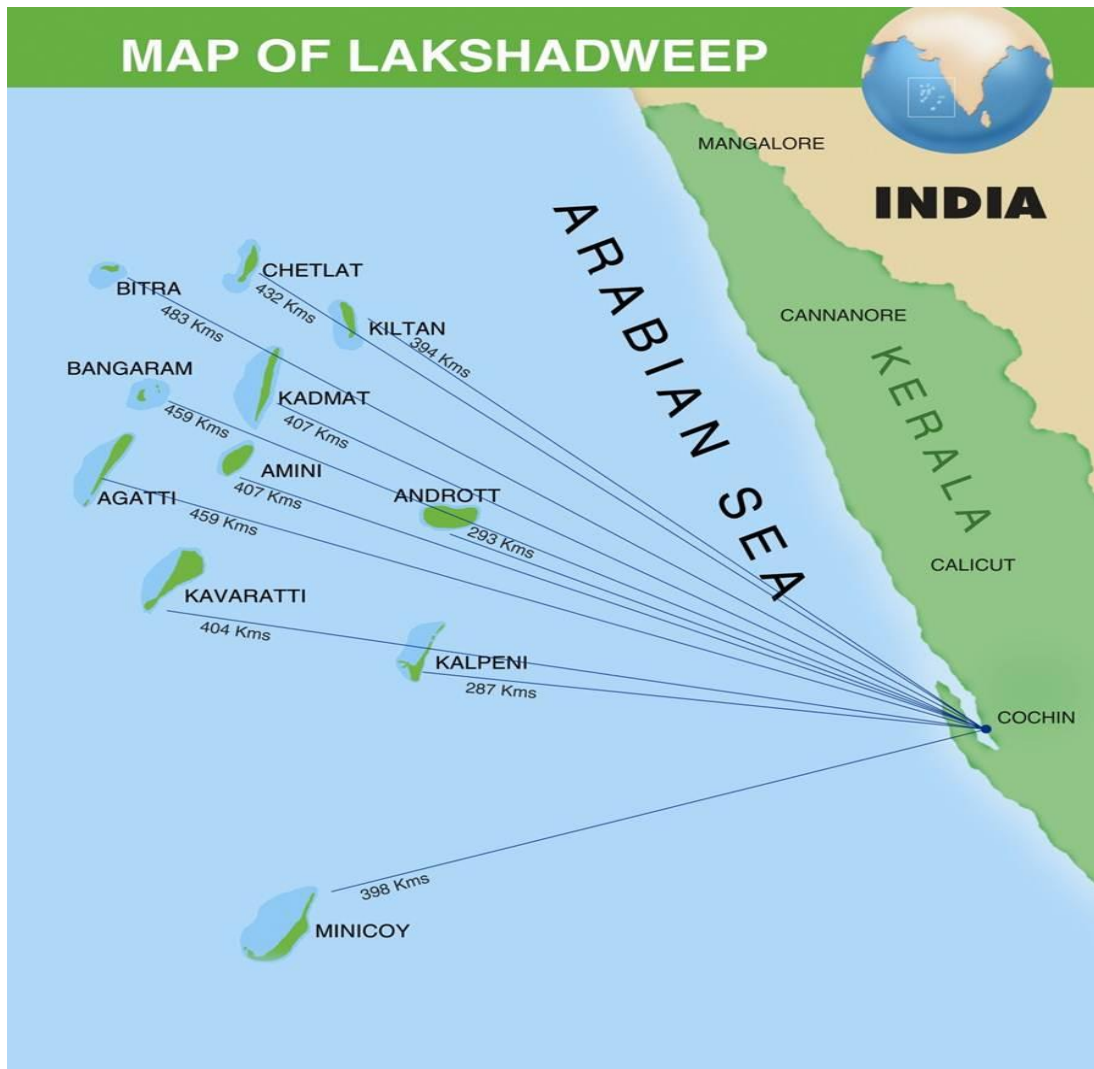 MAP OF LAKSHADWEEP
MANGALORE
INDIA
ARABIAN SEA
CHETLAT
432 Kms
BITRA
483 Kms
KILTAN
394 Kms
CANNANORE
KERALA
BANGARAM
459 Kms
KADMAT
407 Kms
AMINI
407 Kms
AGATTI
459 Kms
ANDROTT
293 Kms
CALICUT
KAVARATTI
404 Kms
KALPENI
287 Kms
COCHIN
398 Kms
MINICOY